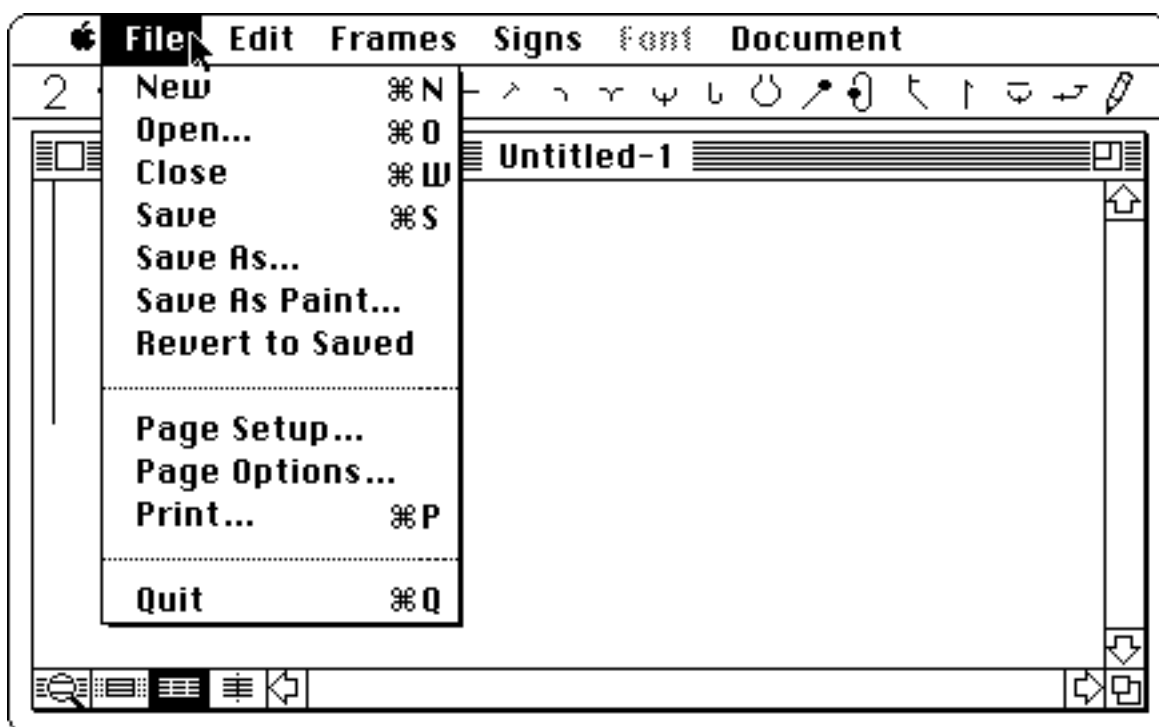 File Edit Frames Signs Font Document
2
New ⌘N
Open... ⌘O
Untitled-1
Close ⌘W
Save ⌘S
Save As...
Save As Paint...
Revert to Saved
Page Setup...
Page Options...
Print... ⌘P
Quit ⌘Q